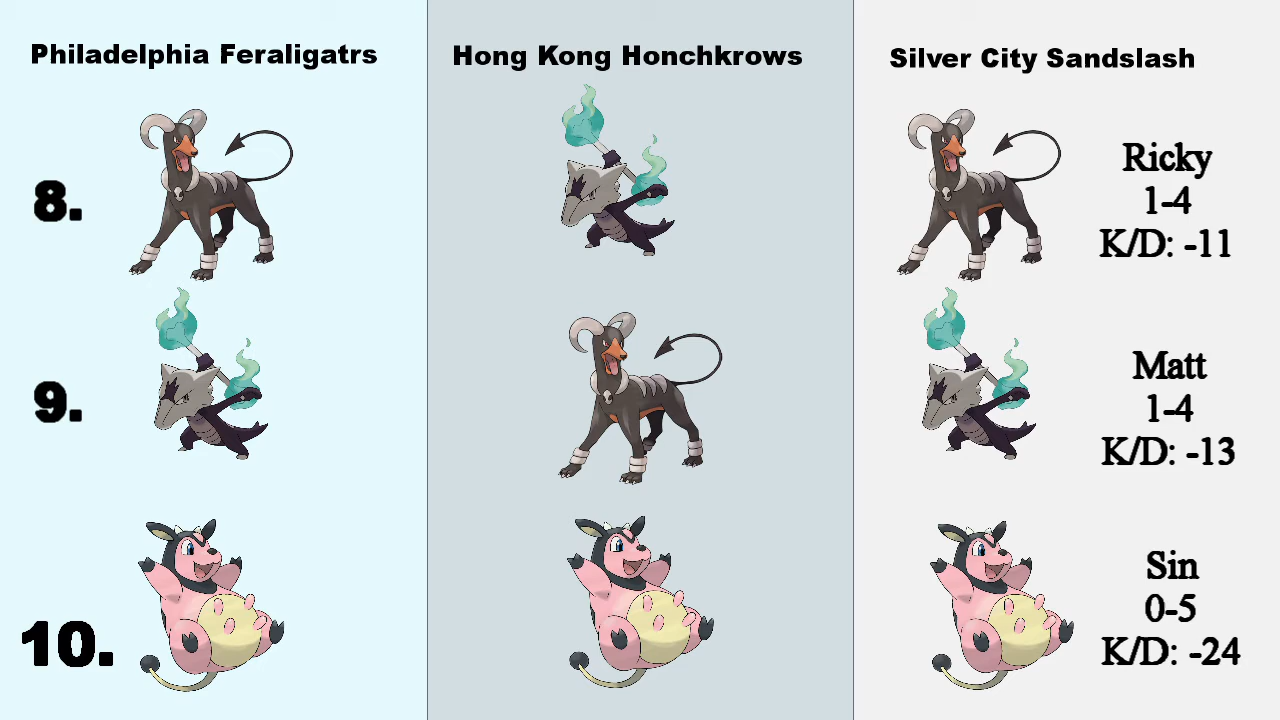 Philadelphia Feraligatrs
Hong Kong Honchkrows
Silver City Sandslash
8.
Ricky
1-4
K/D: -11
9.
Matt
1-4
K/D: -13
10.
Sin
0-5
K/D: -24